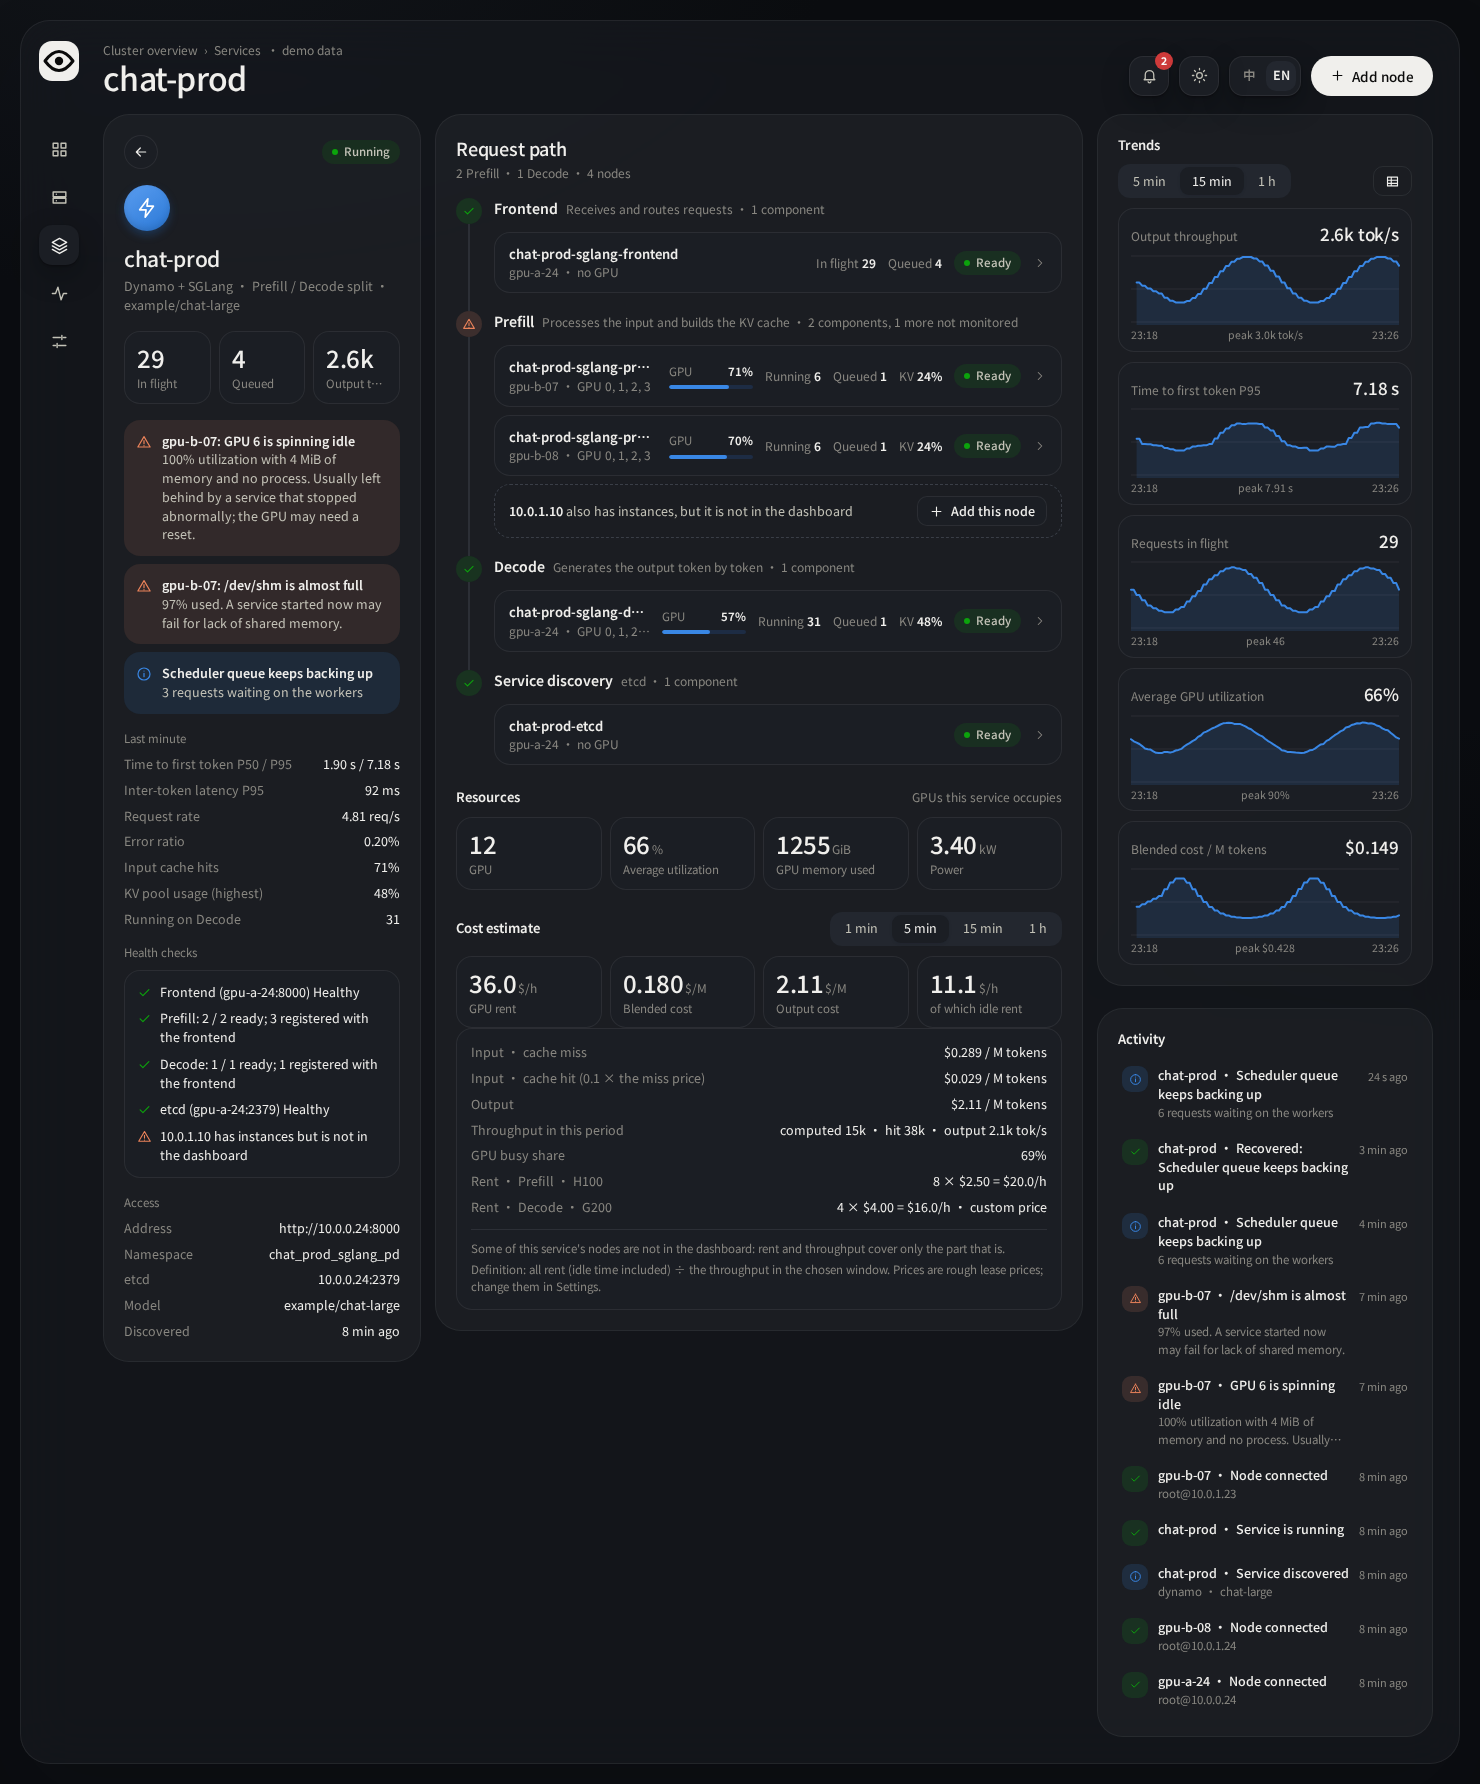 Cluster overview › Services • demo data
chat-prod
2
中 EN
+ Add node
Running
chat-prod
Dynamo + SGLang • Prefill / Decode split •
example/chat-large
29
In flight
4
Queued
2.6k
Output t···
gpu-b-07: GPU 6 is spinning idle
100% utilization with 4 MiB of
memory and no process. Usually left
behind by a service that stopped
abnormally; the GPU may need a
reset.
gpu-b-07: /dev/shm is almost full
97% used. A service started now may
fail for lack of shared memory.
Scheduler queue keeps backing up
3 requests waiting on the workers
Last minute
Time to first token P50 / P95 1.90 s / 7.18 s
Inter-token latency P95 92 ms
Request rate 4.81 req/s
Error ratio 0.20%
Input cache hits 71%
KV pool usage (highest) 48%
Running on Decode 31
Health checks
Frontend (gpu-a-24:8000) Healthy
Prefill: 2 / 2 ready; 3 registered with
the frontend
Decode: 1 / 1 ready; 1 registered with
the frontend
etcd (gpu-a-24:2379) Healthy
10.0.1.10 has instances but is not in
the dashboard
Access
Address http://10.0.0.24:8000
Namespace chat_prod_sglang_pd
etcd 10.0.0.24:2379
Model example/chat-large
Discovered 8 min ago
Request path
2 Prefill • 1 Decode • 4 nodes
Frontend Receives and routes requests • 1 component
chat-prod-sglang-frontend
gpu-a-24 • no GPU
In flight 29 Queued 4 Ready
Prefill Processes the input and builds the KV cache • 2 components, 1 more not monitored
chat-prod-sglang-pr···
gpu-b-07 • GPU 0, 1, 2, 3
GPU 71%
Running 6 Queued 1 KV 24% Ready
chat-prod-sglang-pr···
gpu-b-08 • GPU 0, 1, 2, 3
GPU 70%
Running 6 Queued 1 KV 24% Ready
10.0.1.10 also has instances, but it is not in the dashboard
+ Add this node
Decode Generates the output token by token • 1 component
chat-prod-sglang-d···
gpu-a-24 • GPU 0, 1, 2···
GPU 57%
Running 31 Queued 1 KV 48% Ready
Service discovery etcd • 1 component
chat-prod-etcd
gpu-a-24 • no GPU
Ready
Resources GPUs this service occupies
12
GPU
66 %
Average utilization
1255 GiB
GPU memory used
3.40 kW
Power
Cost estimate
1 min 5 min 15 min 1 h
36.0 $/h
GPU rent
0.180 $/M
Blended cost
2.11 $/M
Output cost
11.1 $/h
of which idle rent
Input • cache miss $0.289 / M tokens
Input • cache hit (0.1 × the miss price) $0.029 / M tokens
Output $2.11 / M tokens
Throughput in this period computed 15k • hit 38k • output 2.1k tok/s
GPU busy share 69%
Rent • Prefill • H100 8 × $2.50 = $20.0/h
Rent • Decode • G200 4 × $4.00 = $16.0/h • custom price
Some of this service's nodes are not in the dashboard: rent and throughput cover only the part that is.
Definition: all rent (idle time included) ÷ the throughput in the chosen window. Prices are rough lease prices;
change them in Settings.
Trends
5 min 15 min 1 h
Output throughput 2.6k tok/s
23:18 peak 3.0k tok/s 23:26
Time to first token P95 7.18 s
23:18 peak 7.91 s 23:26
Requests in flight 29
23:18 peak 46 23:26
Average GPU utilization 66%
23:18 peak 90% 23:26
Blended cost / M tokens $0.149
23:18 peak $0.428 23:26
Activity
chat-prod • Scheduler queue
keeps backing up
24 s ago
6 requests waiting on the workers
chat-prod • Recovered:
Scheduler queue keeps backing
up
3 min ago
chat-prod • Scheduler queue
keeps backing up
4 min ago
6 requests waiting on the workers
gpu-b-07 • /dev/shm is almost
full
7 min ago
97% used. A service started now
may fail for lack of shared memory.
gpu-b-07 • GPU 6 is spinning
idle
7 min ago
100% utilization with 4 MiB of
memory and no process. Usually···
gpu-b-07 • Node connected 8 min ago
root@10.0.1.23
chat-prod • Service is running 8 min ago
chat-prod • Service discovered 8 min ago
dynamo • chat-large
gpu-b-08 • Node connected 8 min ago
root@10.0.1.24
gpu-a-24 • Node connected 8 min ago
root@10.0.0.24